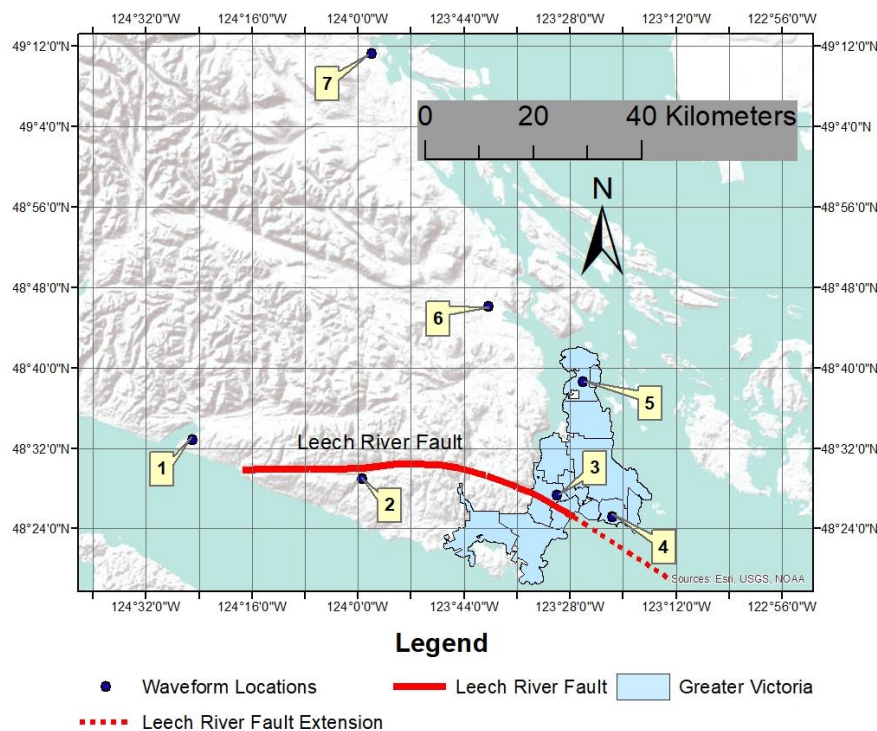 124°32'0"W 124°16'0"W 124°0'0"W 123°44'0"W 123°28'0"W 123°12'0"W 122°56'0"W
49°12'0"N 49°12'0"N
7
0 20 40 Kilometers
49°4'0"N 49°4'0"N
N
48°56'0"N 48°56'0"N
48°48'0"N 48°48'0"N
6
48°40'0"N 48°40'0"N
5
Leech River Fault
48°32'0"N 48°32'0"N
1
3
2
48°24'0"N 48°24'0"N
4
Sources: Esri, USGS, NOAA
124°32'0"W 124°16'0"W 124°0'0"W 123°44'0"W 123°28'0"W 123°12'0"W 122°56'0"W
Legend
Waveform Locations Leech River Fault Greater Victoria
Leech River Fault Extension